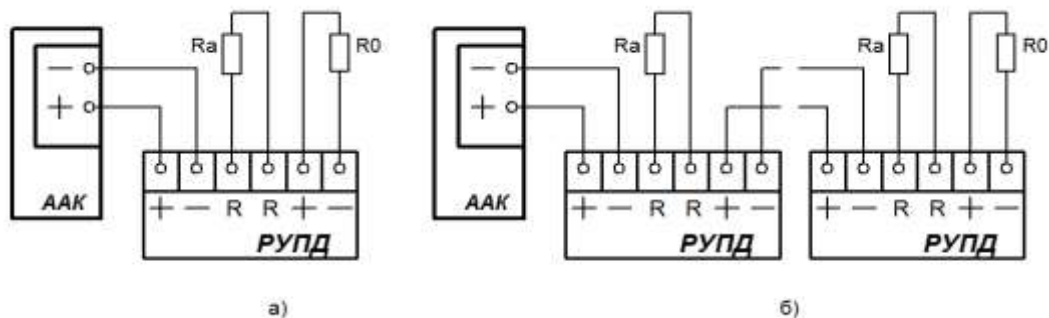 Ra R0 Ra Ra R0
— —
+ +
ААК ААК
+ — R R + — + — R R + — + — R R + —
РУПД РУПД РУПД
а) б)